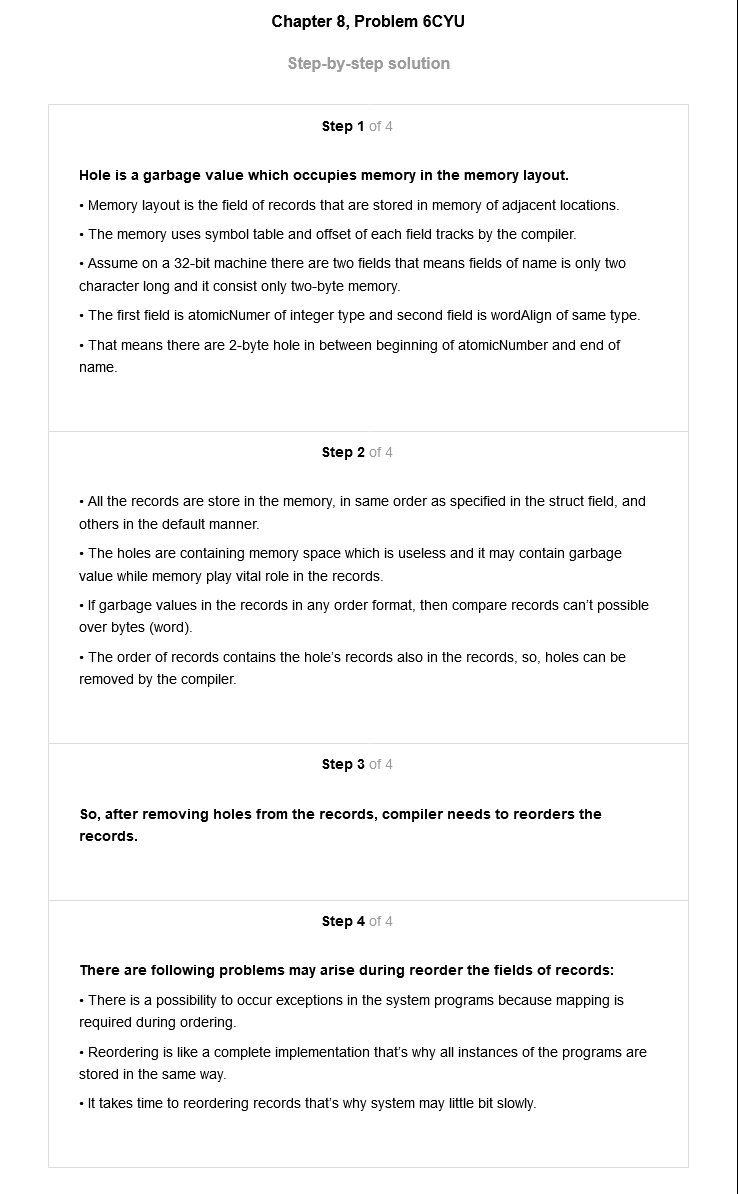 Chapter 8, Problem 6CYU
Step-by-step solution
Step 1 of 4
Hole is a garbage value which occupies memory in the memory layout.
• Memory layout is the field of records that are stored in memory of adjacent locations.
• The memory uses symbol table and offset of each field tracks by the compiler.
• Assume on a 32-bit machine there are two fields that means fields of name is only two
character long and it consist only two-byte memory.
• The first field is atomicNumer of integer type and second field is wordAlign of same type.
• That means there are 2-byte hole in between beginning of atomicNumber and end of
name.
Step 2 of 4
• All the records are store in the memory, in same order as specified in the struct field, and
others in the default manner.
• The holes are containing memory space which is useless and it may contain garbage
value while memory play vital role in the records.
• If garbage values in the records in any order format, then compare records can't possible
over bytes (word).
• The order of records contains the hole's records also in the records, so, holes can be
removed by the compiler.
Step 3 of 4
So, after removing holes from the records, compiler needs to reorders the
records.
Step 4 of 4
There are following problems may arise during reorder the fields of records:
• There is a possibility to occur exceptions in the system programs because mapping is
required during ordering.
• Reordering is like a complete implementation that's why all instances of the programs are
stored in the same way.
• It takes time to reordering records that's why system may little bit slowly.